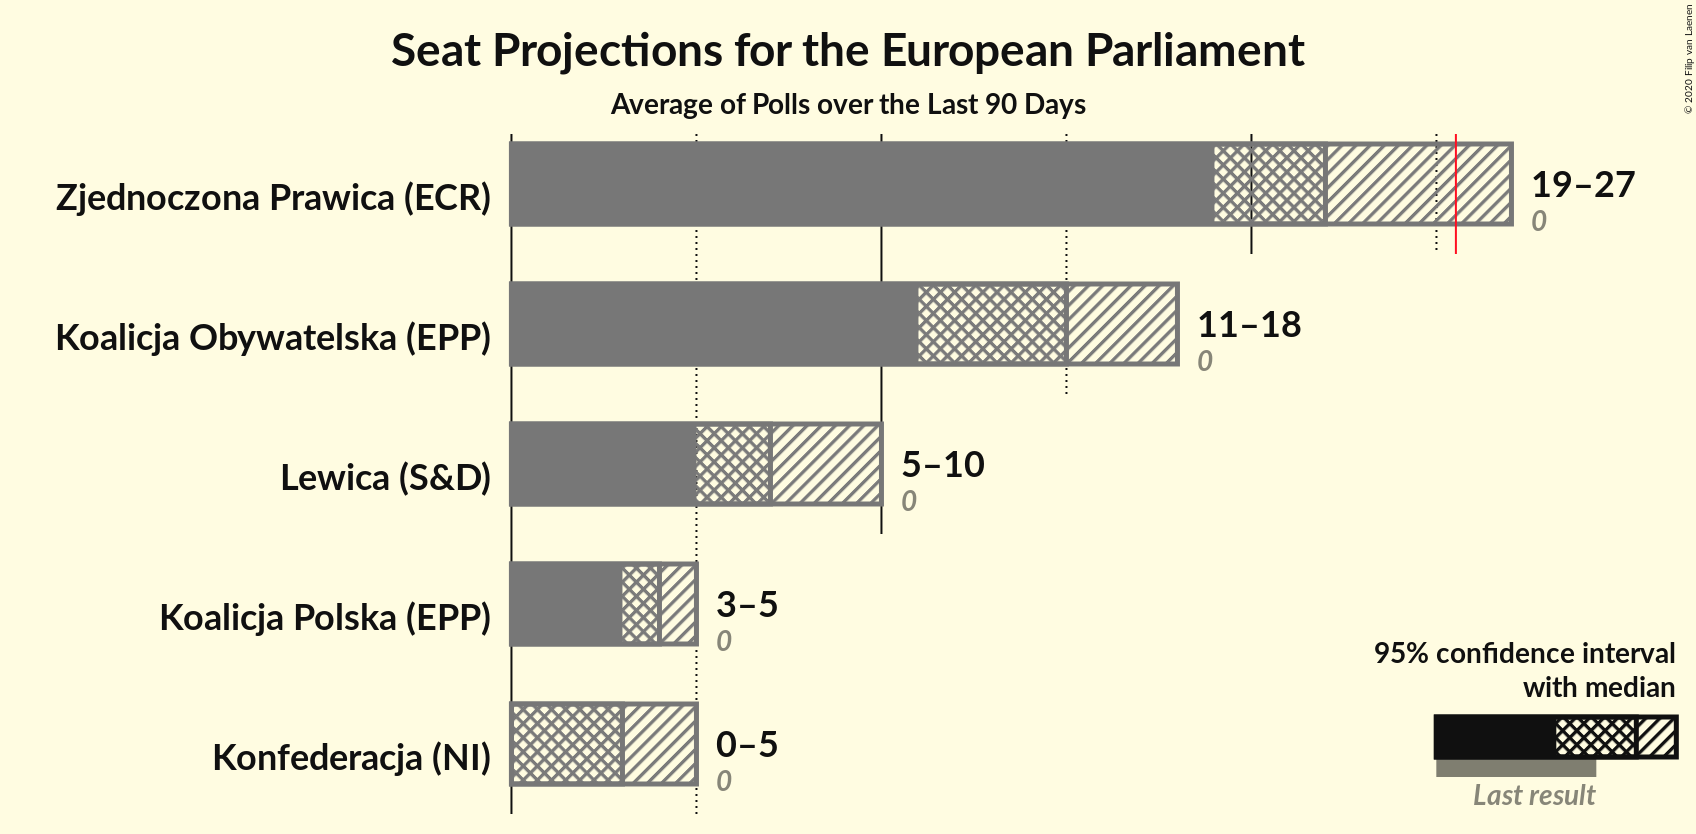 Seat Projections for the European Parliament
Average of Polls over the Last 90 Days
© 2020 Filip van Laenen
Zjednoczona Prawica (ECR)
19–27
0
Koalicja Obywatelska (EPP)
11–18
0
Lewica (S&D)
5–10
0
Koalicja Polska (EPP)
3–5
0
Konfederacja (NI)
0–5
0
95% confidence interval
with median
Last result